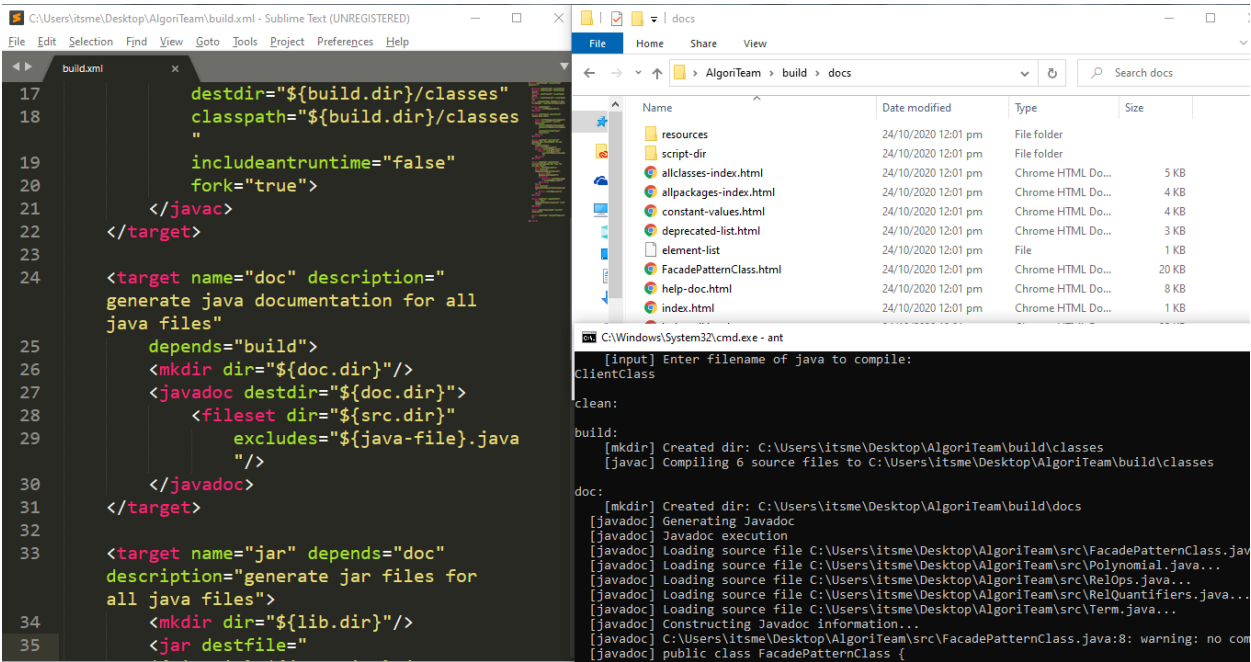 C:\Users\itsme\Desktop\AlgoriTeam\build.xml - Sublime Text (UNREGISTERED)
File Edit Selection Find View Goto Tools Project Preferences Help
build.xml ×
17 destdir="${build.dir}/classes"
18 classpath="${build.dir}/classes
"
19 includeantruntime="false"
20 fork="true">
21 </javac>
22 </target>
23
24 <target name="doc" description="
generate java documentation for all
java files"
25 depends="build">
26 <mkdir dir="${doc.dir}"/>
27 <javadoc destdir="${doc.dir}">
28 <fileset dir="${src.dir}"
29 excludes="${java-file}.java
"/>
30 </javadoc>
31 </target>
32
33 <target name="jar" depends="doc"
description="generate jar files for
all java files">
34 <mkdir dir="${lib.dir}"/>
35 <jar destfile="
docs
File Home Share View
AlgoriTeam > build > docs
Search docs
Name Date modified Type Size
resources 24/10/2020 12:01 pm File folder
script-dir 24/10/2020 12:01 pm File folder
allclasses-index.html 24/10/2020 12:01 pm Chrome HTML Do... 5 KB
allpackages-index.html 24/10/2020 12:01 pm Chrome HTML Do... 4 KB
constant-values.html 24/10/2020 12:01 pm Chrome HTML Do... 4 KB
deprecated-list.html 24/10/2020 12:01 pm Chrome HTML Do... 3 KB
element-list 24/10/2020 12:01 pm File 1 KB
FacadePatternClass.html 24/10/2020 12:01 pm Chrome HTML Do... 20 KB
help-doc.html 24/10/2020 12:01 pm Chrome HTML Do... 8 KB
index.html 24/10/2020 12:01 pm Chrome HTML Do... 1 KB
C:\Windows\System32\cmd.exe - ant
[input] Enter filename of java to compile:
ClientClass
clean:
build:
[mkdir] Created dir: C:\Users\itsme\Desktop\AlgoriTeam\build\classes
[javac] Compiling 6 source files to C:\Users\itsme\Desktop\AlgoriTeam\build\classes
doc:
[mkdir] Created dir: C:\Users\itsme\Desktop\AlgoriTeam\build\docs
[javadoc] Generating Javadoc
[javadoc] Javadoc execution
[javadoc] Loading source file C:\Users\itsme\Desktop\AlgoriTeam\src\FacadePatternClass.jav
[javadoc] Loading source file C:\Users\itsme\Desktop\AlgoriTeam\src\Polynomial.java...
[javadoc] Loading source file C:\Users\itsme\Desktop\AlgoriTeam\src\RelOps.java...
[javadoc] Loading source file C:\Users\itsme\Desktop\AlgoriTeam\src\RelQuantifiers.java...
[javadoc] Loading source file C:\Users\itsme\Desktop\AlgoriTeam\src\Term.java...
[javadoc] Constructing Javadoc information...
[javadoc] C:\Users\itsme\Desktop\AlgoriTeam\src\FacadePatternClass.java:8: warning: no com
[javadoc] public class FacadePatternClass {